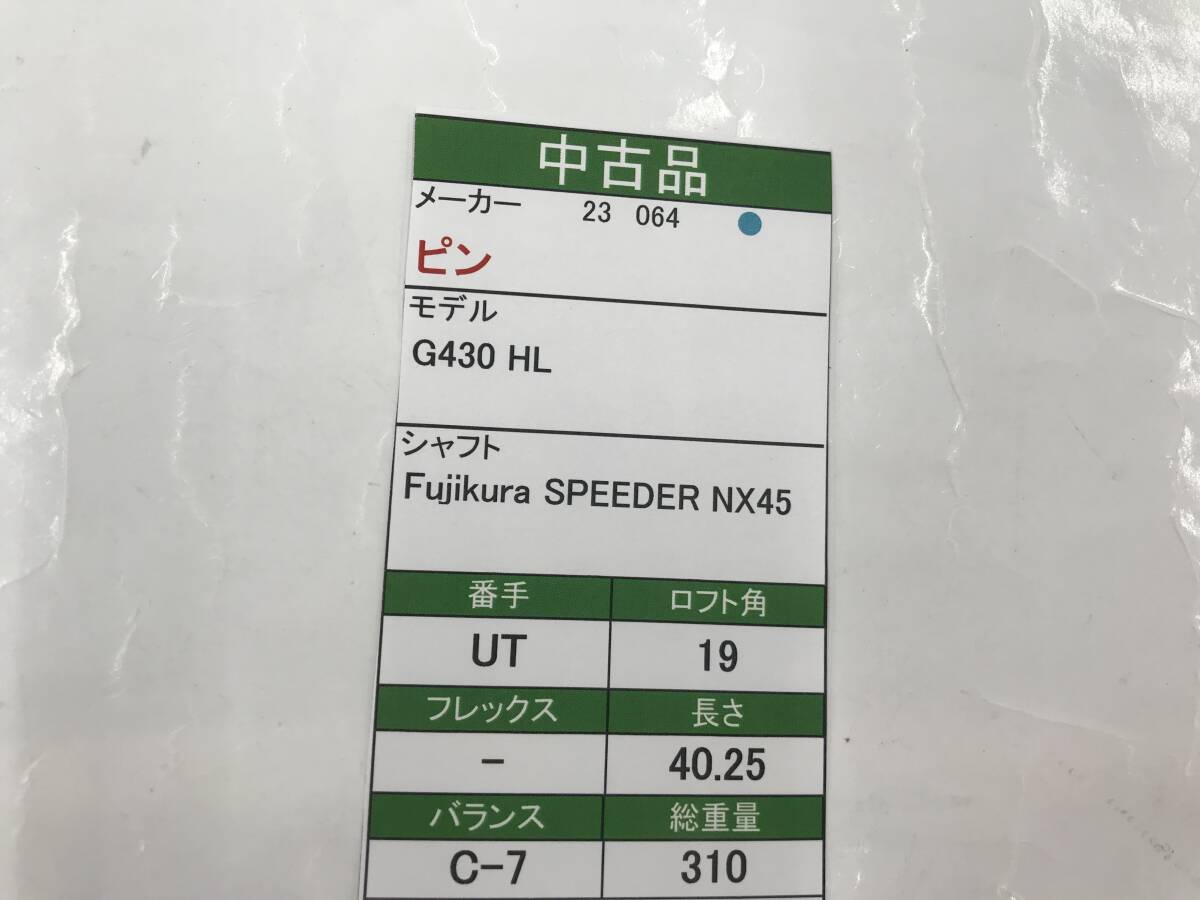 中古品
メーカー 23 064
ピン
モデル
G430 HL
シャフト
Fujikura SPEEDER NX45
番手 ロフト角
UT 19
フレックス 長さ
- 40.25
バランス 総重量
C-7 310